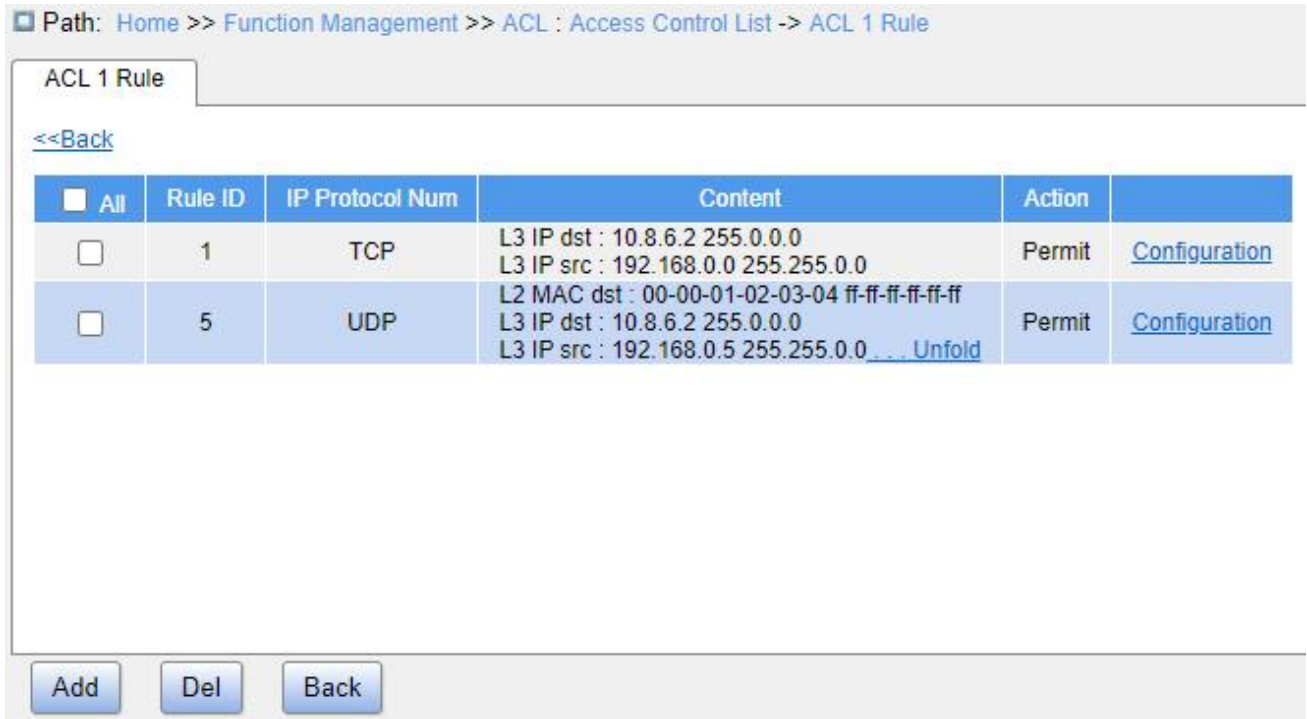 Path: Home >> Function Management >> ACL : Access Control List -> ACL 1 Rule
ACL 1 Rule
<<Back
All Rule ID IP Protocol Num Content Action
1 TCP L3 IP dst : 10.8.6.2 255.0.0.0
L3 IP src : 192.168.0.0 255.255.0.0 Permit Configuration
5 UDP L2 MAC dst : 00-00-01-02-03-04 ff-ff-ff-ff-ff-ff
L3 IP dst : 10.8.6.2 255.0.0.0 Permit Configuration
L3 IP src : 192.168.0.5 255.255.0.0 . . . Unfold
Add Del Back